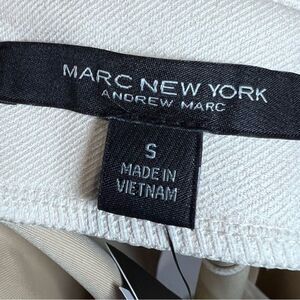 MARC NEW YORK
ANDREW MARC
S
MADE IN
VIETNAM